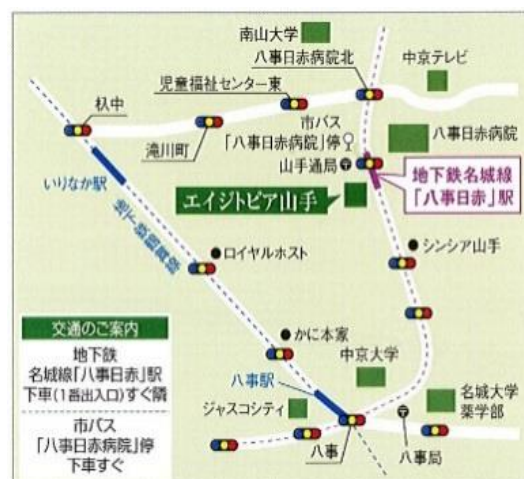 南山大学
八事日赤病院北
中京テレビ
児童福祉センター東
杁中
滝川町
市バス
「八事日赤病院」停
八事日赤病院
山手通局
いりなか駅
エイジトピア山手
地下鉄名城線
「八事日赤」駅
地下鉄鶴舞線
ロイヤルホスト
シンシア山手
交通のご案内
地下鉄
名城線「八事日赤」駅
下車(1番出入口)すぐ隣
市バス
「八事日赤病院」停
下車すぐ
かに本家
中京大学
八事駅
ジャスコシティ
名城大学
薬学部
八事
八事局